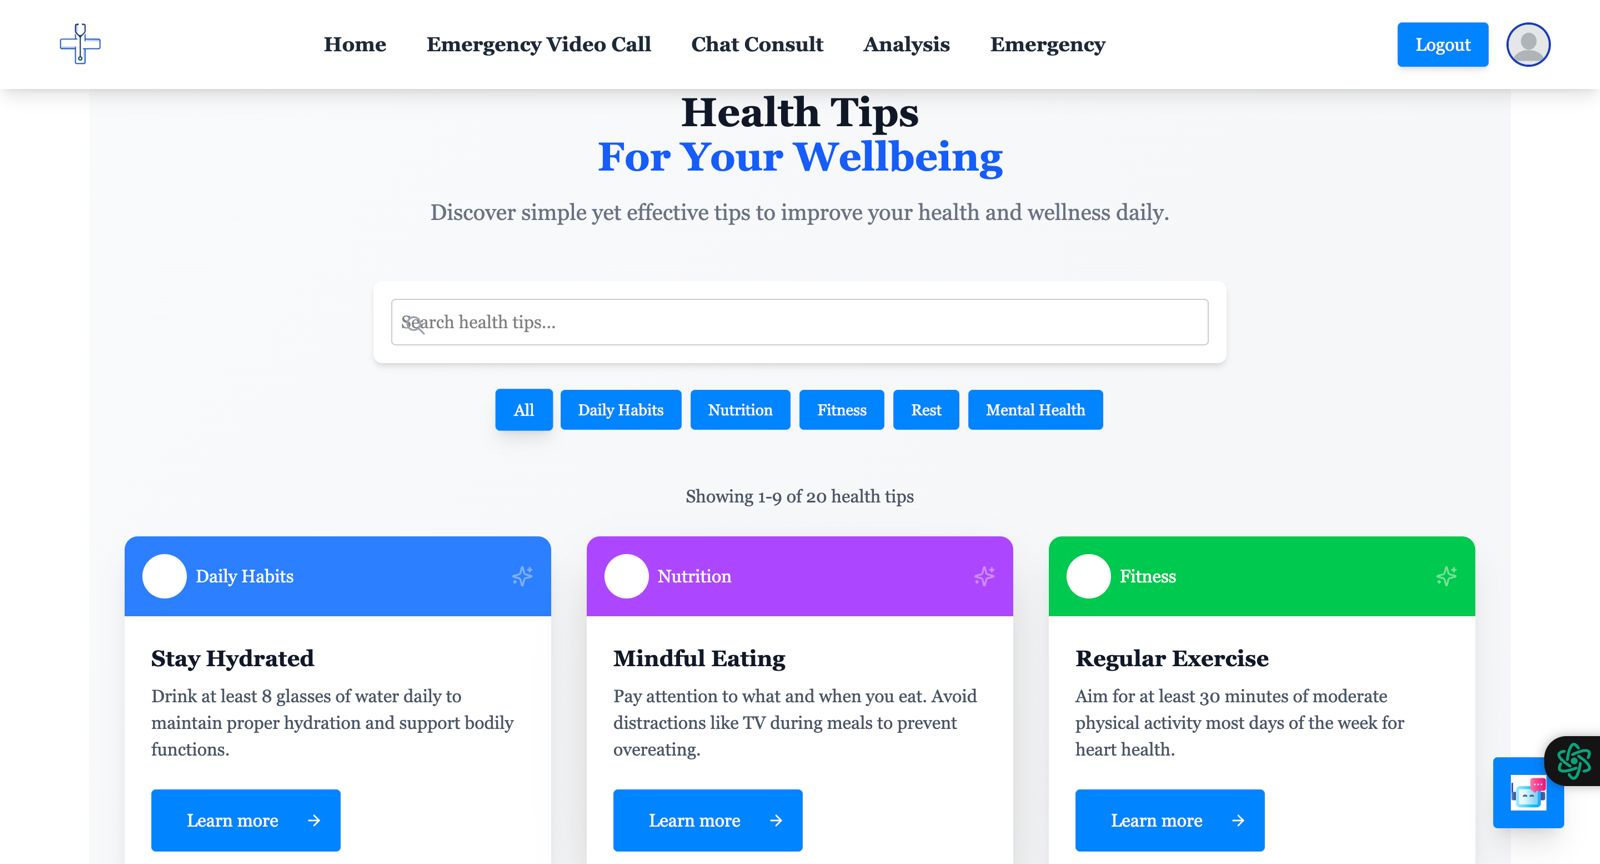 Home Emergency Video Call Chat Consult Analysis Emergency Logout
Health Tips
For Your Wellbeing
Discover simple yet effective tips to improve your health and wellness daily.
Search health tips...
All Daily Habits Nutrition Fitness Rest Mental Health
Showing 1-9 of 20 health tips
Daily Habits
Stay Hydrated
Drink at least 8 glasses of water daily to
maintain proper hydration and support bodily
functions.
Learn more
Nutrition
Mindful Eating
Pay attention to what and when you eat. Avoid
distractions like TV during meals to prevent
overeating.
Learn more
Fitness
Regular Exercise
Aim for at least 30 minutes of moderate
physical activity most days of the week for
heart health.
Learn more